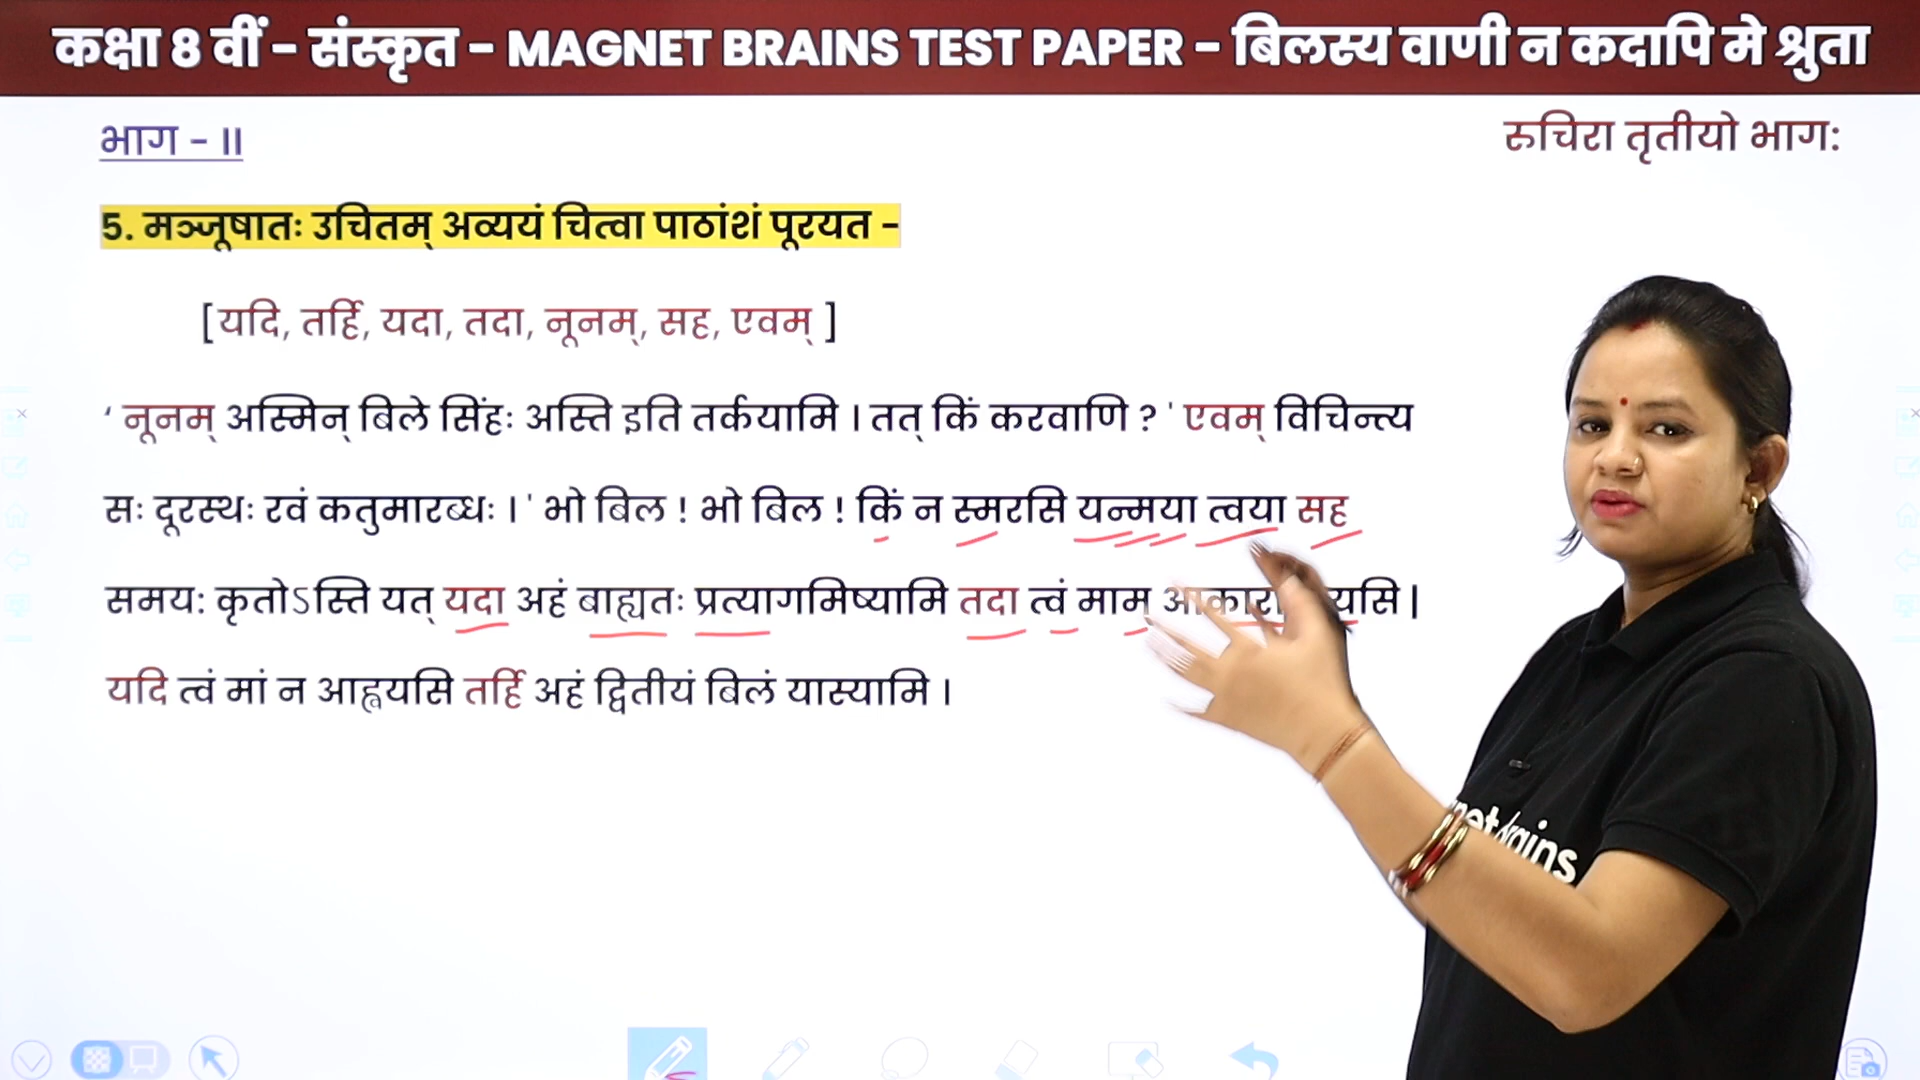 कक्षा 8 वीं – संस्कृत – MAGNET BRAINS TEST PAPER – बिलस्य वाणी न कदापि मे श्रुता
भाग – II
रुचिरा तृतीयो भाग:
5. मञ्जूषातः उचितम् अव्ययं चित्वा पाठांशं पूरयत –
[यदि, तर्हि, यदा, तदा, नूनम्, सह, एवम् ]
‘ नूनम् अस्मिन् बिले सिंहः अस्ति इति तर्कयामि । तत् किं करवाणि ? ' एवम् विचिन्त्य
सः दूरस्थः रवं कतुमारब्धः । ' भो बिल ! भो बिल ! किं न स्मरसि यन्मया त्वया सह
समय: कृतोऽस्ति यत् यदा अहं बाह्यतः प्रत्यागमिष्यामि तदा त्वं माम्
यदि त्वं मां न आह्वयसि तर्हि अहं द्वितीयं बिलं यास्यामि ।